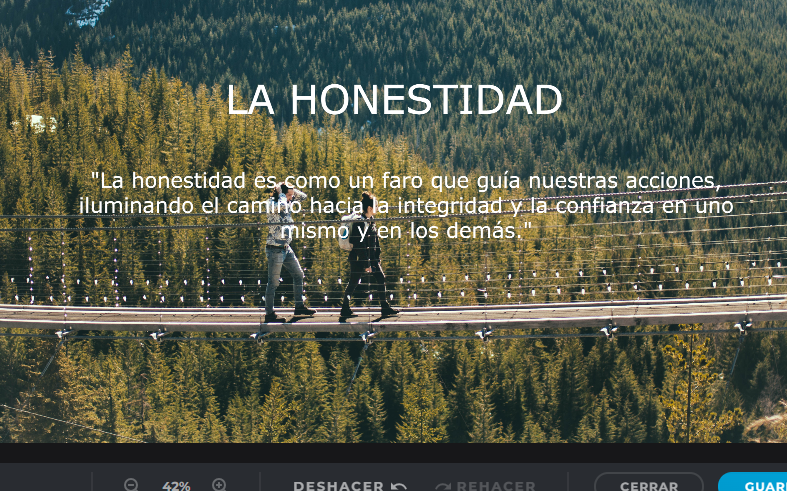 LA HONESTIDAD
"La honestidad es como un faro que guía nuestras acciones,
iluminando el camino hacia la integridad y la confianza en uno
mismo y en los demás."
42%
DESHACER
REHACER
CERRAR
GUAR